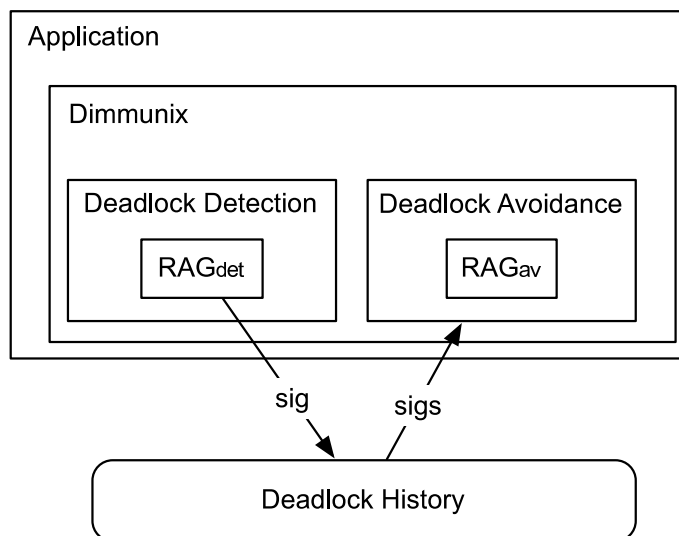 Application
Dimmunix
Deadlock Detection
Deadlock Avoidance
RAGdet
RAGav
sig
sigs
Deadlock History